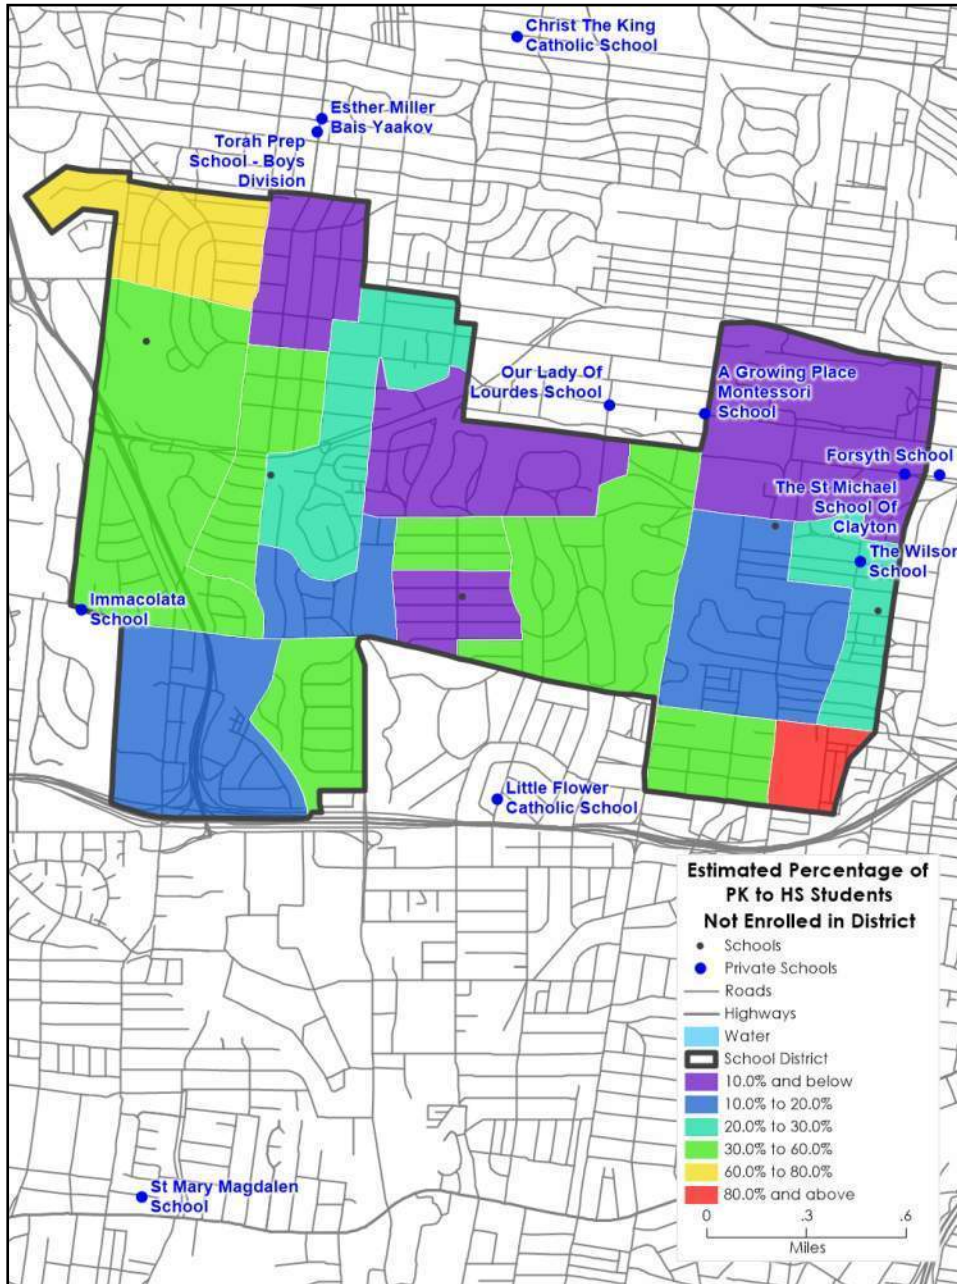 Christ The King
Catholic School
Esther Miller
Bais Yaakov
Torah Prep
School - Boys
Division
Our Lady Of
Lourdes School
A Growing Place
Montessori
School
Forsyth School
The St Michael
School Of
Clayton
The Wilson
School
Immacolata
School
Little Flower
Catholic School
St Mary Magdalen
School
Estimated Percentage of
PK to HS Students
Not Enrolled in District
Schools
Private Schools
Roads
Highways
Water
School District
10.0% and below
10.0% to 20.0%
20.0% to 30.0%
30.0% to 60.0%
60.0% to 80.0%
80.0% and above
0 .3 .6
Miles